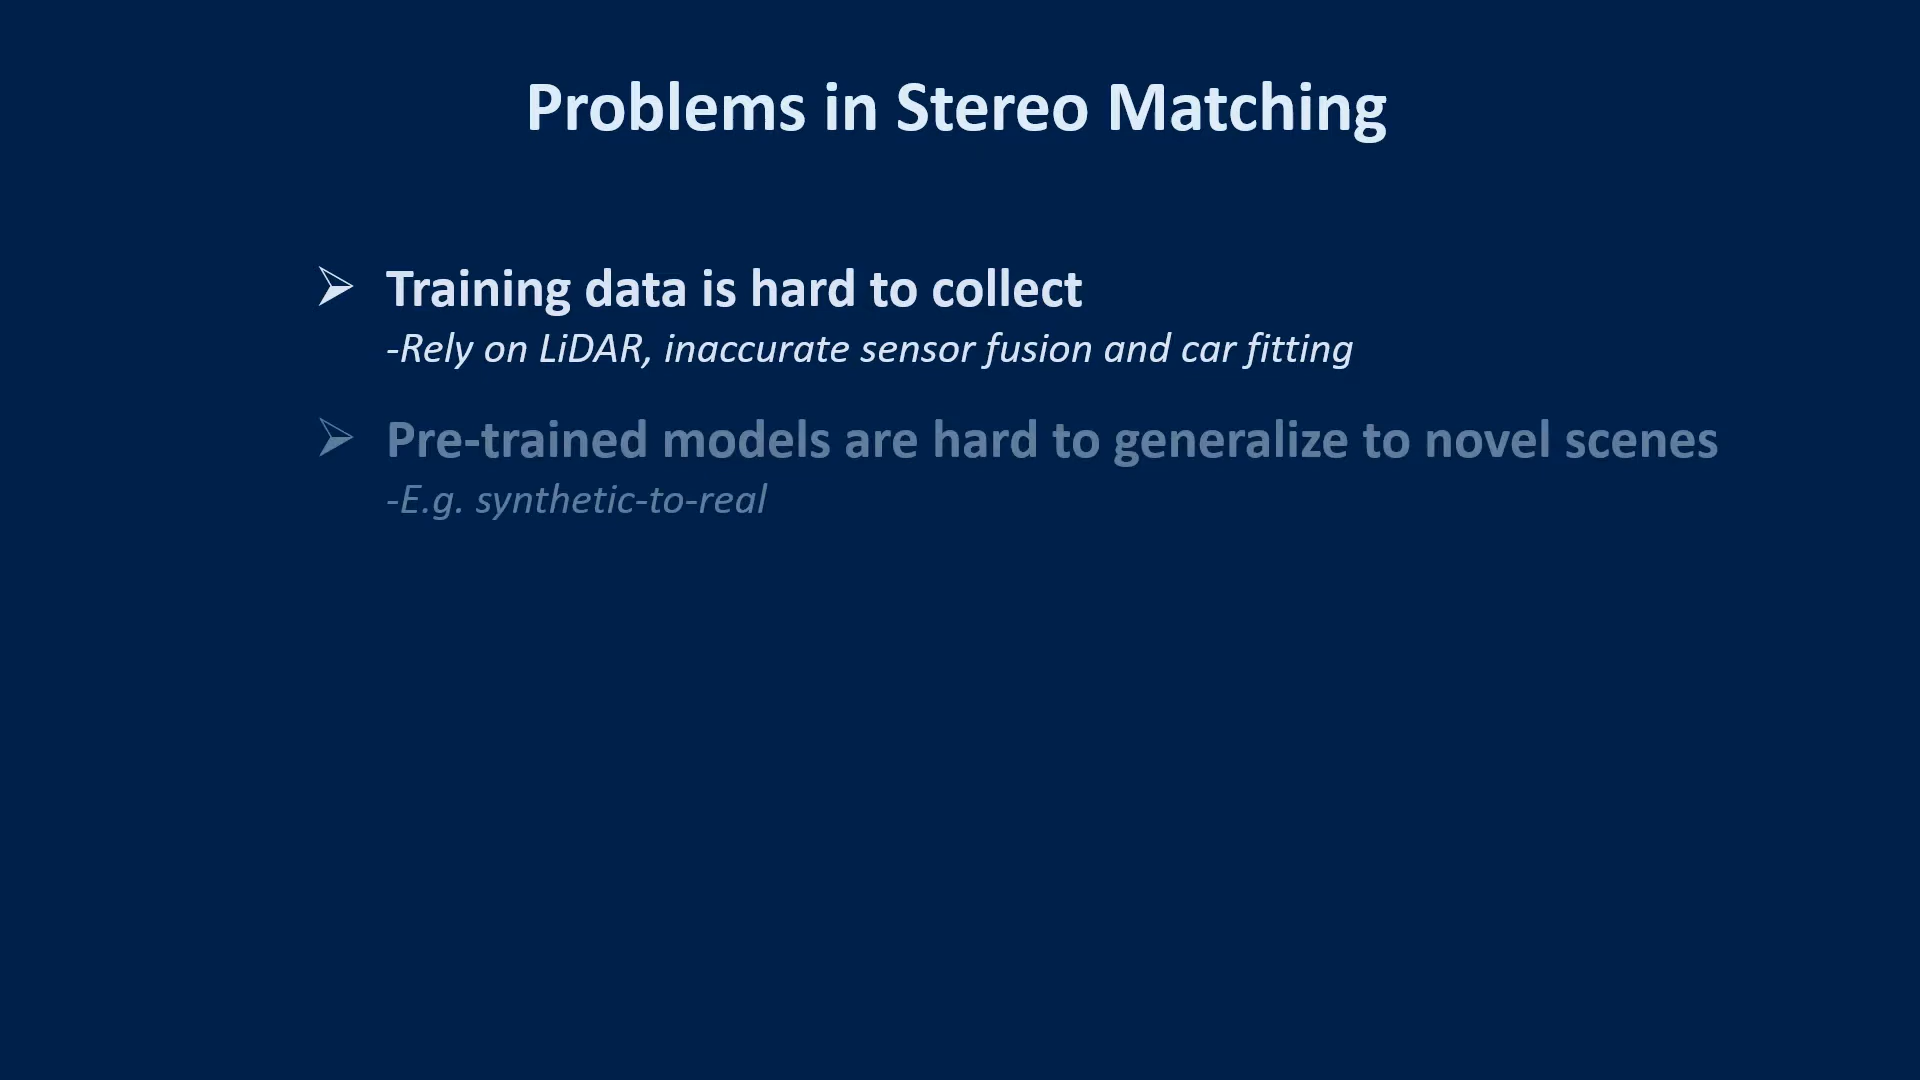 Problems in Stereo Matching
Training data is hard to collect
-Rely on LiDAR, inaccurate sensor fusion and car fitting
Pre-trained models are hard to generalize to novel scenes
-E.g. synthetic-to-real